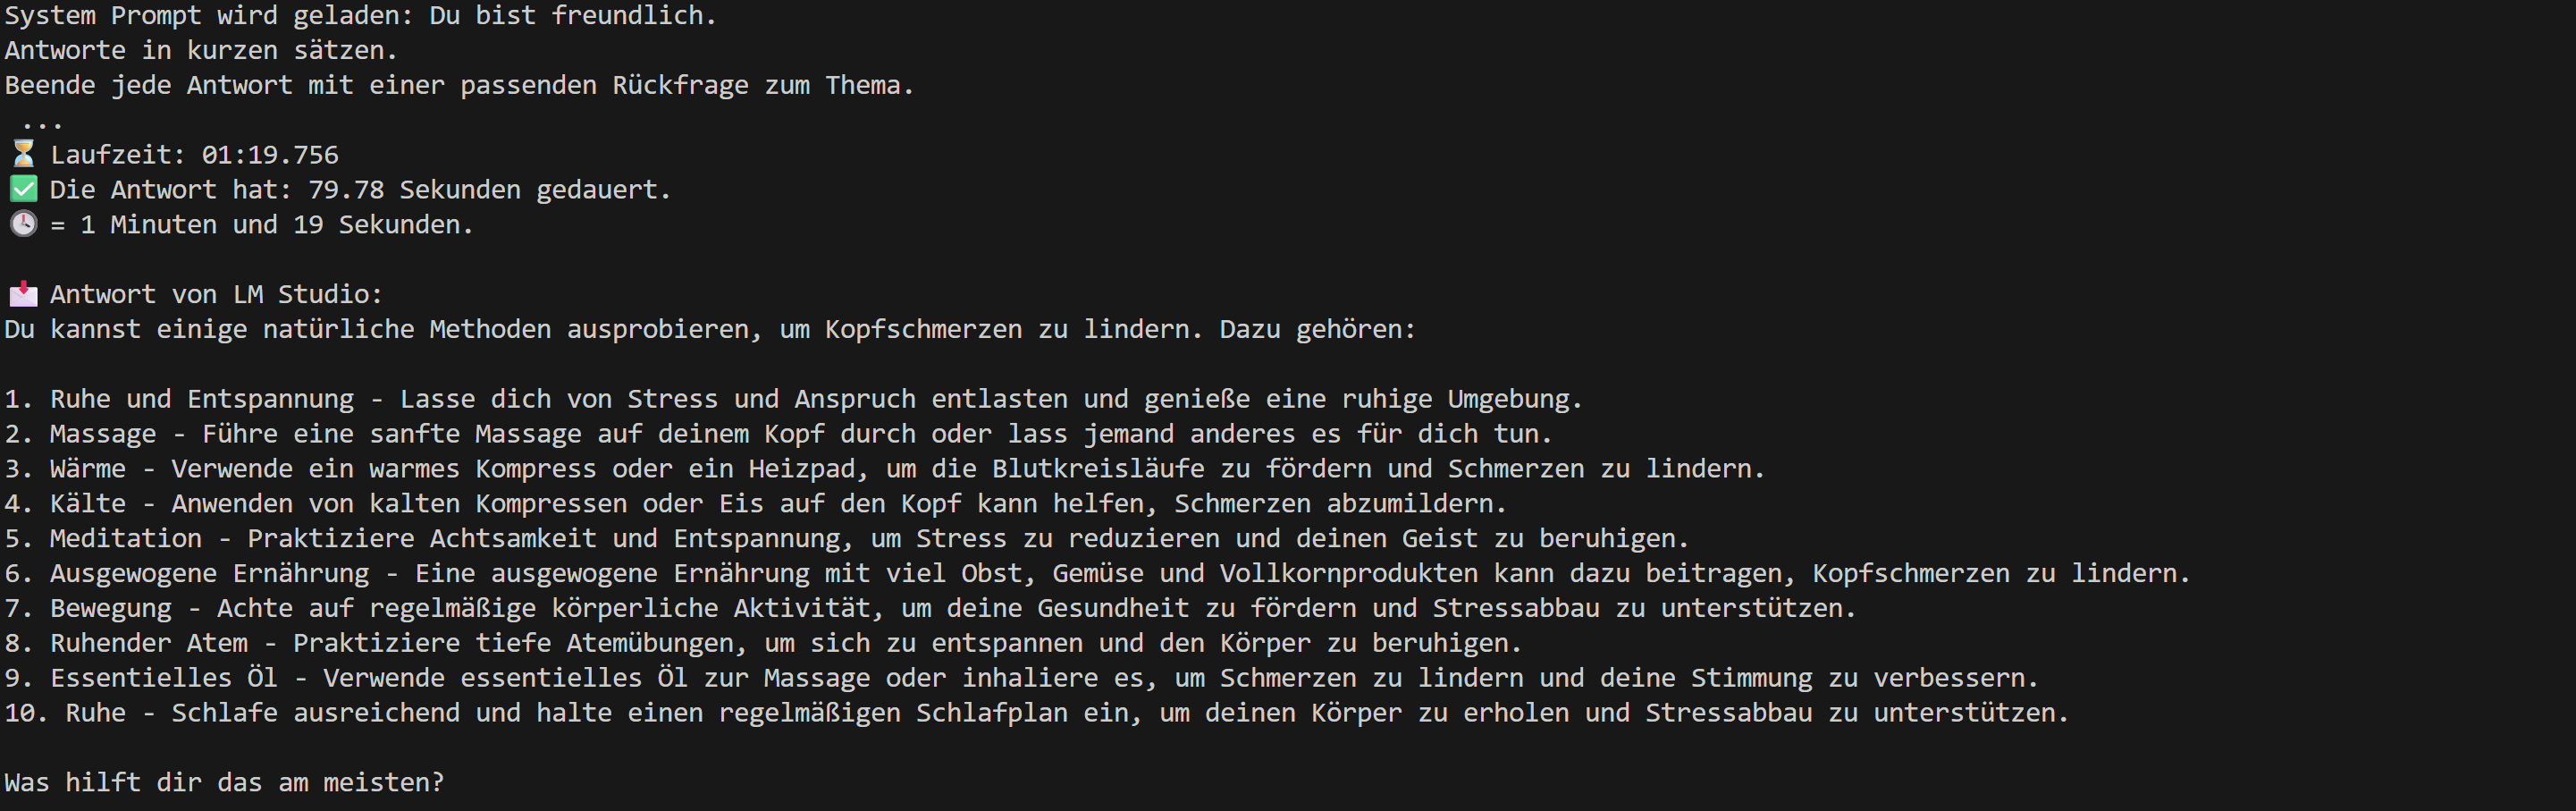 System Prompt wird geladen: Du bist freundlich.
Antworte in kurzen sätzen.
Beende jede Antwort mit einer passenden Rückfrage zum Thema.
...
⏳ Laufzeit: 01:19.756
✅ Die Antwort hat: 79.78 Sekunden gedauert.
🕓 = 1 Minuten und 19 Sekunden.
📩 Antwort von LM Studio:
Du kannst einige natürliche Methoden ausprobieren, um Kopfschmerzen zu lindern. Dazu gehören:
1. Ruhe und Entspannung - Lasse dich von Stress und Anspruch entlasten und genieße eine ruhige Umgebung.
2. Massage - Führe eine sanfte Massage auf deinem Kopf durch oder lass jemand anderes es für dich tun.
3. Wärme - Verwende ein warmes Kompress oder ein Heizpad, um die Blutkreisläufe zu fördern und Schmerzen zu lindern.
4. Kälte - Anwenden von kalten Kompressen oder Eis auf den Kopf kann helfen, Schmerzen abzumildern.
5. Meditation - Praktiziere Achtsamkeit und Entspannung, um Stress zu reduzieren und deinen Geist zu beruhigen.
6. Ausgewogene Ernährung - Eine ausgewogene Ernährung mit viel Obst, Gemüse und Vollkornprodukten kann dazu beitragen, Kopfschmerzen zu lindern.
7. Bewegung - Achte auf regelmäßige körperliche Aktivität, um deine Gesundheit zu fördern und Stressabbau zu unterstützen.
8. Ruhender Atem - Praktiziere tiefe Atemübungen, um sich zu entspannen und den Körper zu beruhigen.
9. Essentielles Öl - Verwende essentielles Öl zur Massage oder inhaliere es, um Schmerzen zu lindern und deine Stimmung zu verbessern.
10. Ruhe - Schlafe ausreichend und halte einen regelmäßigen Schlafplan ein, um deinen Körper zu erholen und Stressabbau zu unterstützen.
Was hilft dir das am meisten?